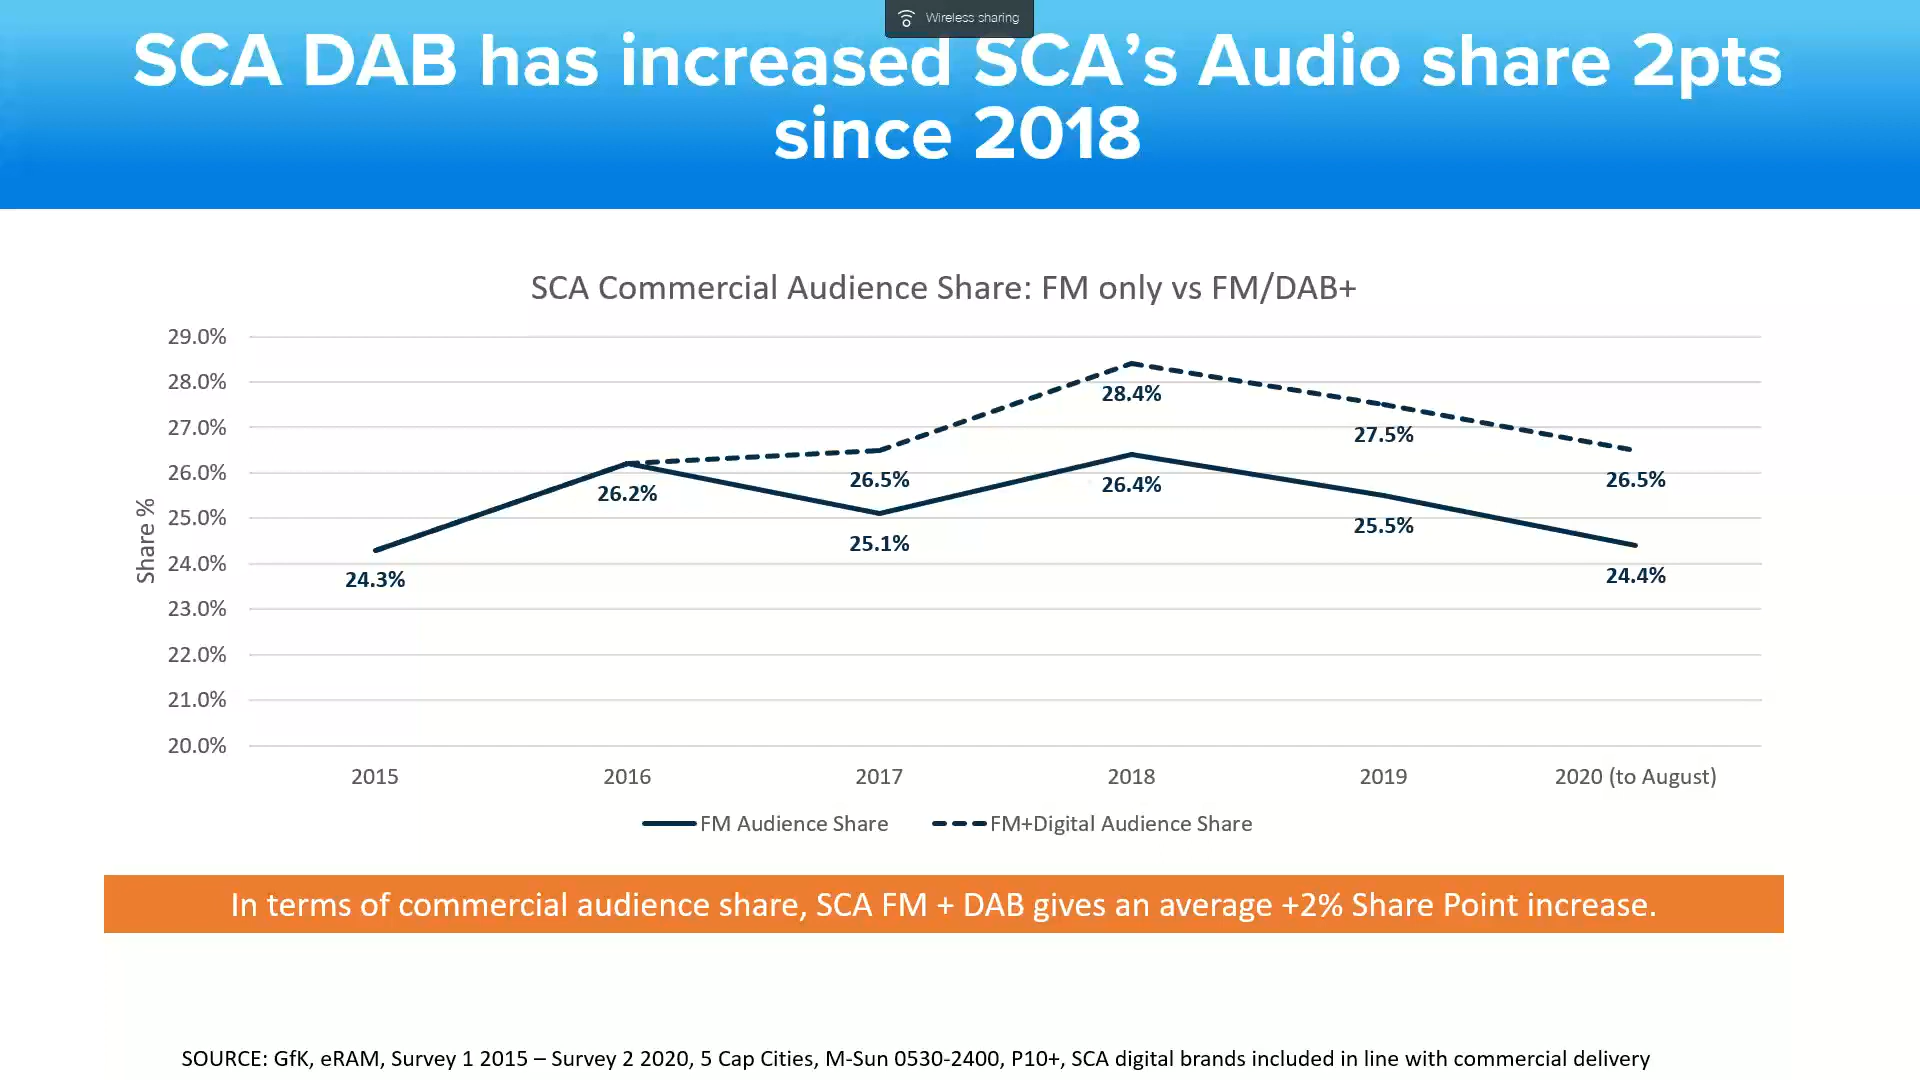 Wireless sharing
SCA DAB has increased SCA's Audio share 2pts
since 2018
SCA Commercial Audience Share: FM only vs FM/DAB+
29.0%
28.0%
27.0%
26.0%
25.0%
24.0%
23.0%
22.0%
21.0%
20.0%
Share %
28.4%
27.5%
26.5%
26.5%
26.2%
26.4%
25.1%
25.5%
24.3%
24.4%
2015 2016 2017 2018 2019 2020 (to August)
FM Audience Share FM+Digital Audience Share
In terms of commercial audience share, SCA FM + DAB gives an average +2% Share Point increase.
SOURCE: GfK, eRAM, Survey 1 2015 – Survey 2 2020, 5 Cap Cities, M-Sun 0530-2400, P10+, SCA digital brands included in line with commercial delivery